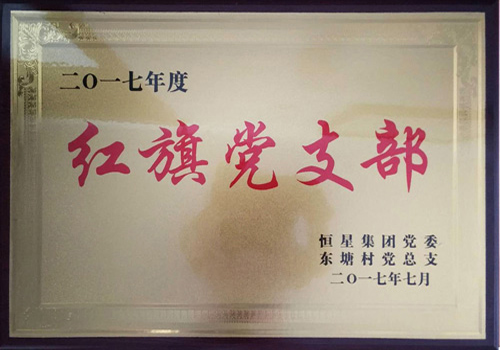 二〇一七年度
红旗党支部
恒星集团党委
东塘村党总支
二〇一七年七月